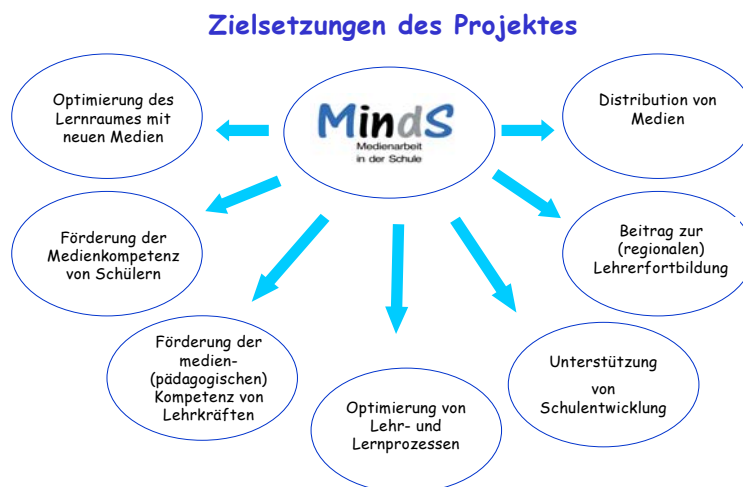 Zielsetzungen des Projektes
MindS
Medienarbeit
in der Schule
Optimierung des
Lernraumes mit
neuen Medien
Förderung der
Medienkompetenz
von Schülern
Förderung der
medien-
(pädagogischen)
Kompetenz von
Lehrkräften
Optimierung von
Lehr- und
Lernprozessen
Unterstützung
von
Schulentwicklung
Beitrag zur
(regionalen)
Lehrerfortbildung
Distribution von
Medien